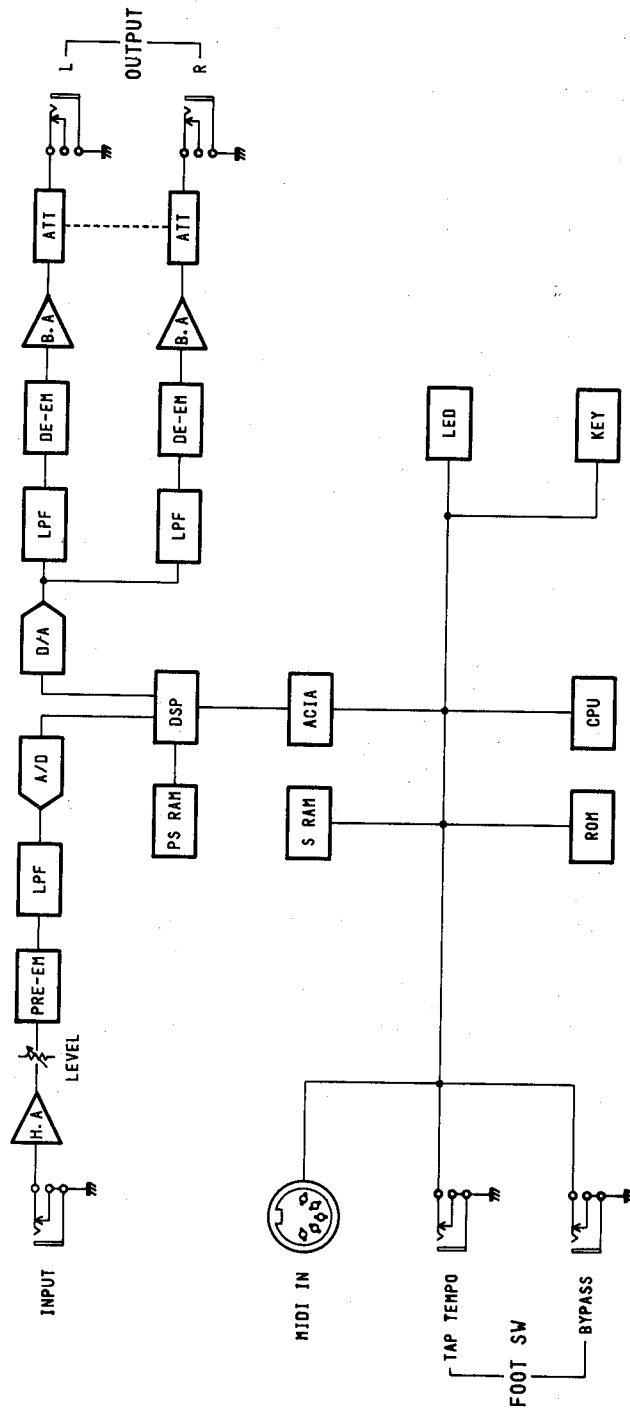 INPUT
H.A
LEVEL
PRE-EM
LPF
A/D
D/A
LPF
DE-EM
B.A
ATT
L
OUTPUT
R
LPF
DE-EM
B.A
ATT
PS RAM
DSP
ACIA
S RAM
LED
MIDI IN
TAP TEMPO
FOOT SW
BYPASS
ROM
CPU
KEY